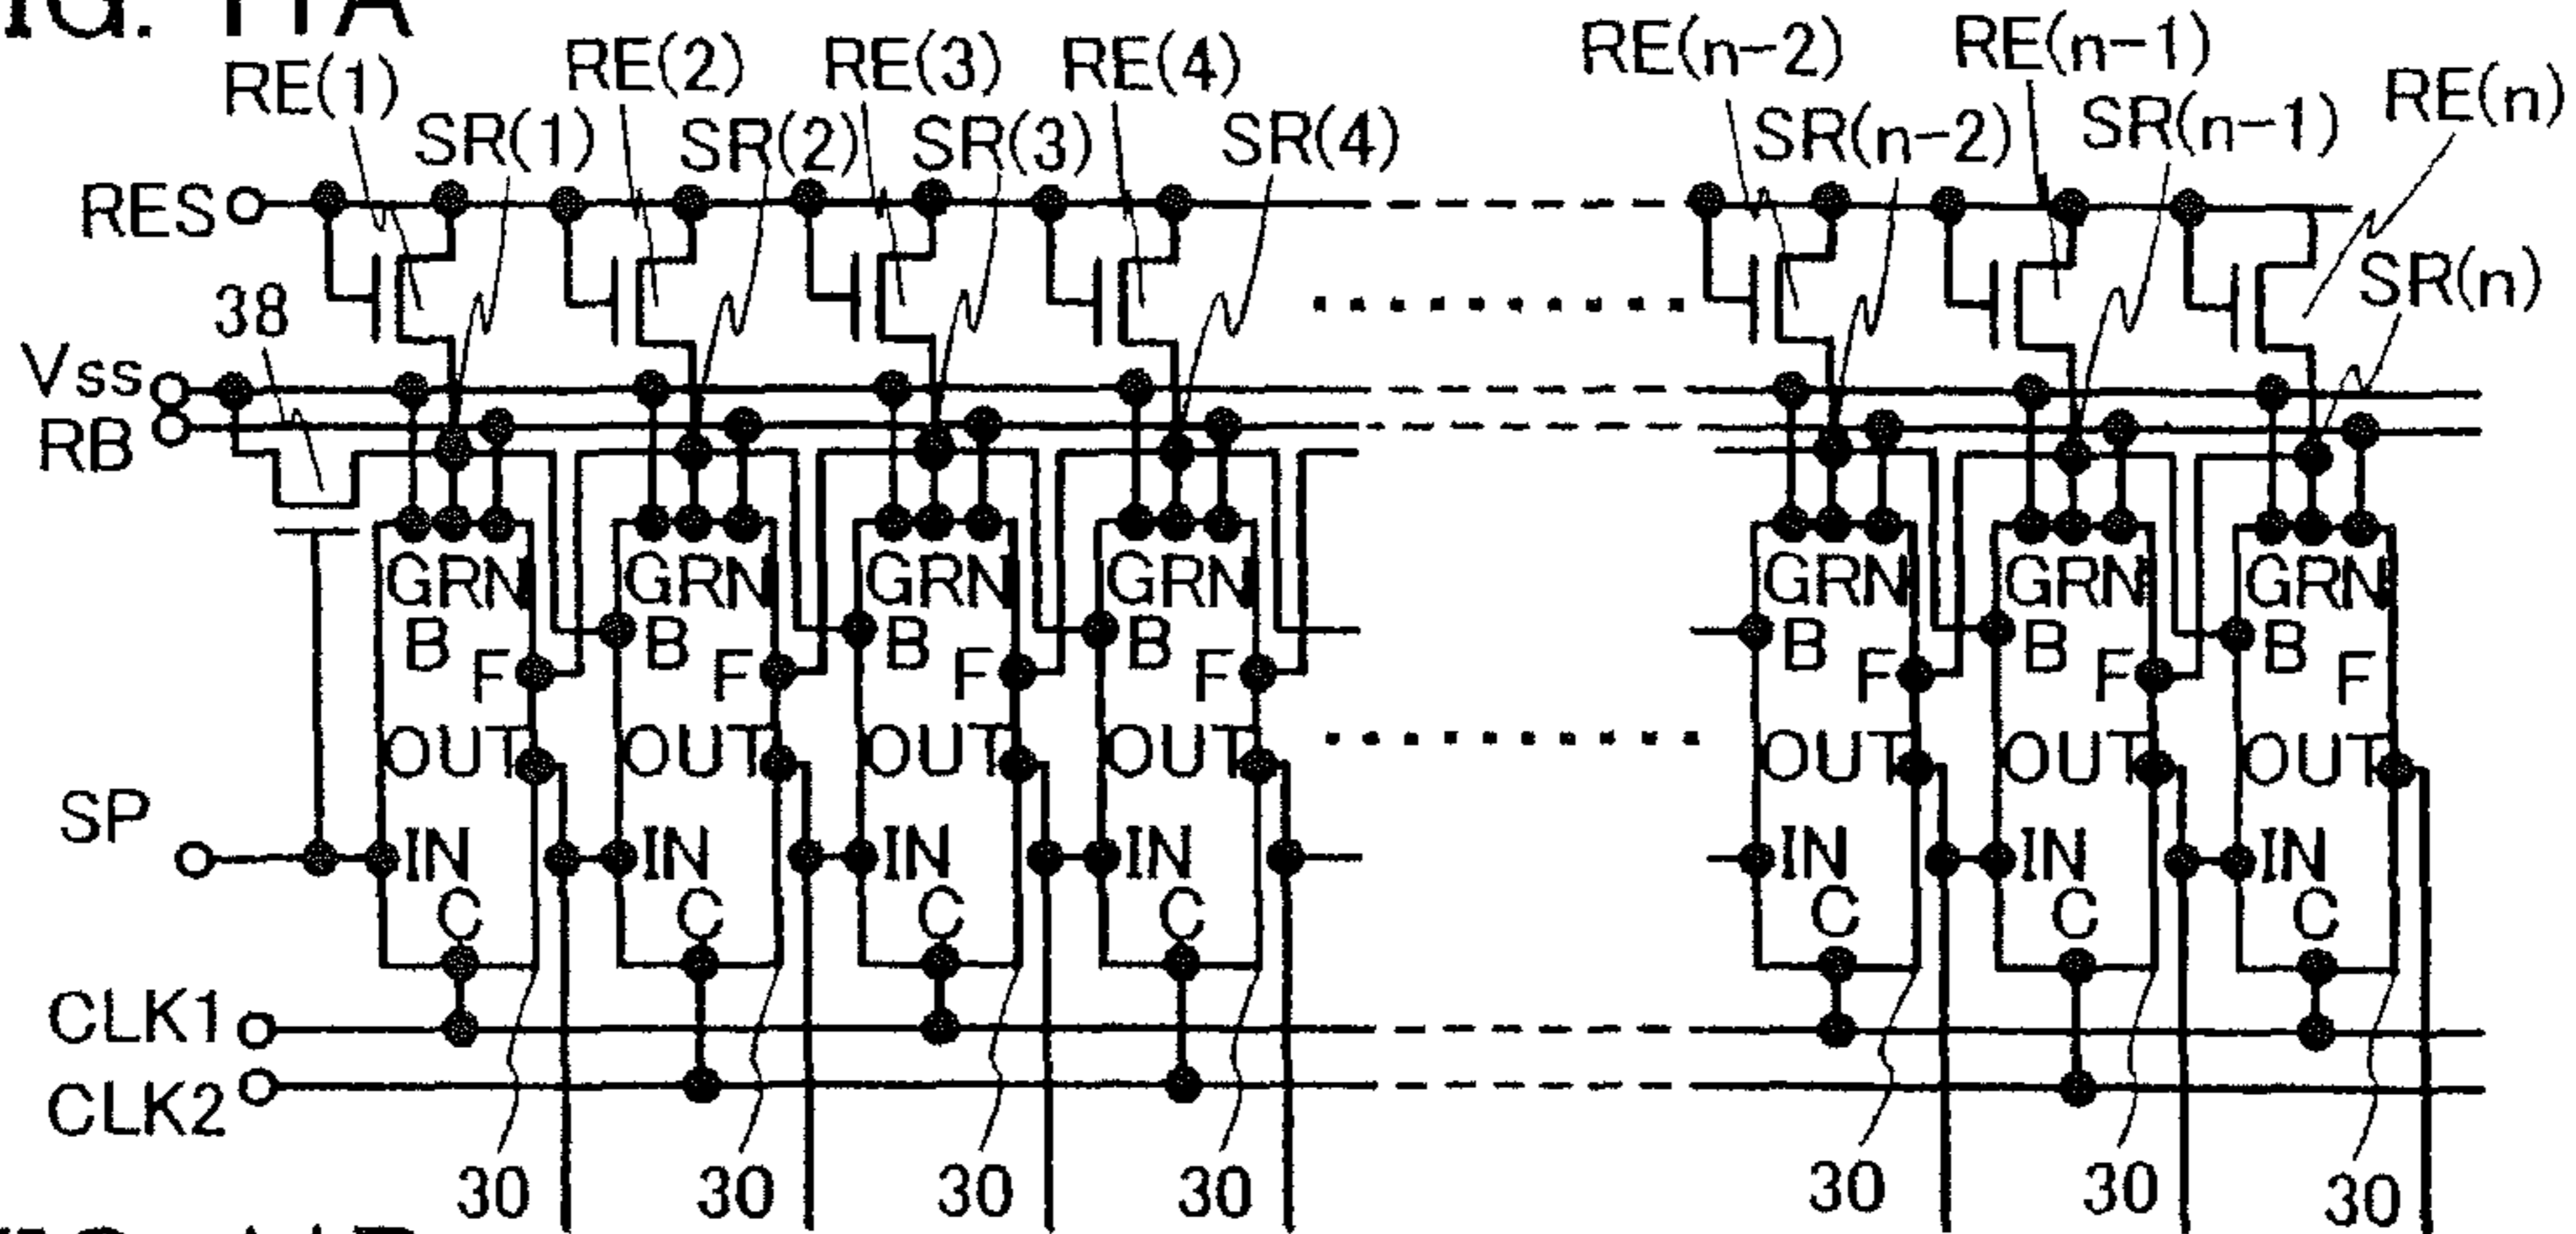 FIG. 11A
RE(1) RE(2) RE(3) RE(4) RE(n-2) RE(n-1) RE(n)
SR(1) SR(2) SR(3) SR(4) SR(n-2) SR(n-1)
RES
SR(n)
38
Vss
RB
GRN GRN GRN GRN GRN GRN GRN
B B B B B B B
F F F F F F F
OUT OUT OUT OUT OUT OUT OUT
SP
IN IN IN IN IN IN IN
C C C C C C C
CLK1
CLK2
30 30 30 30 30 30 30